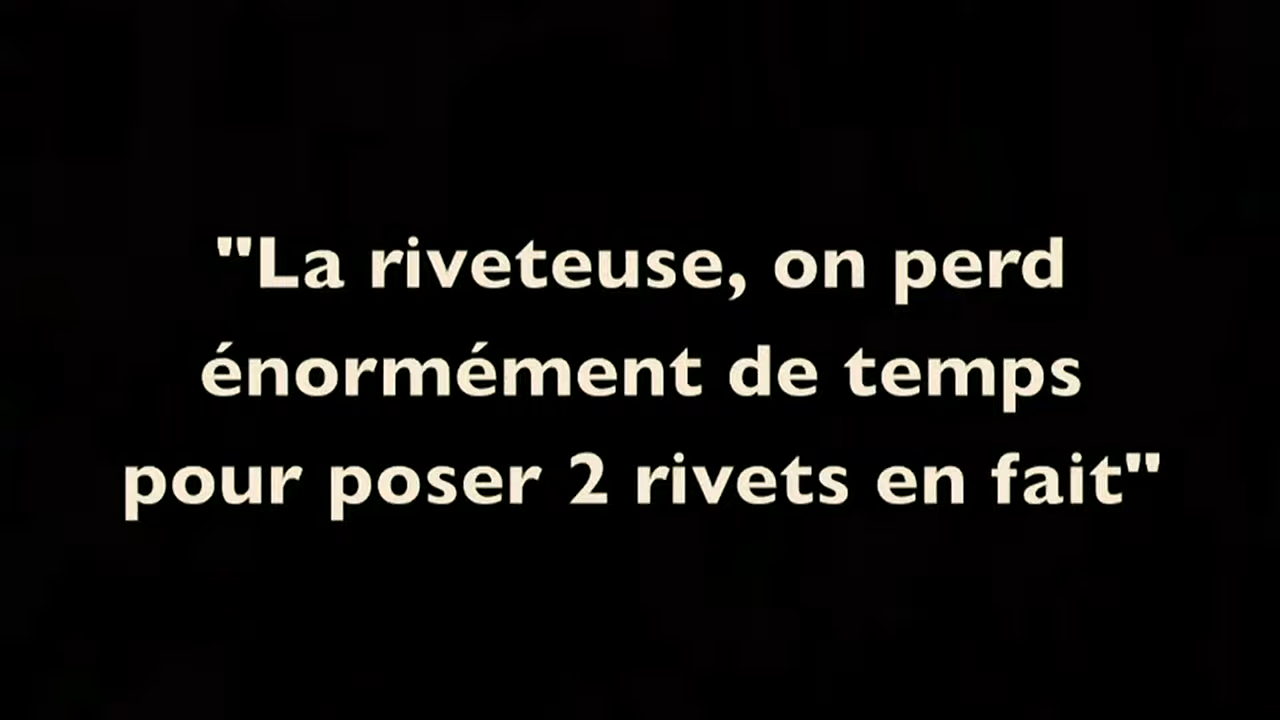 "La riveteuse, on perd
énormément de temps
pour poser 2 rivets en fait"